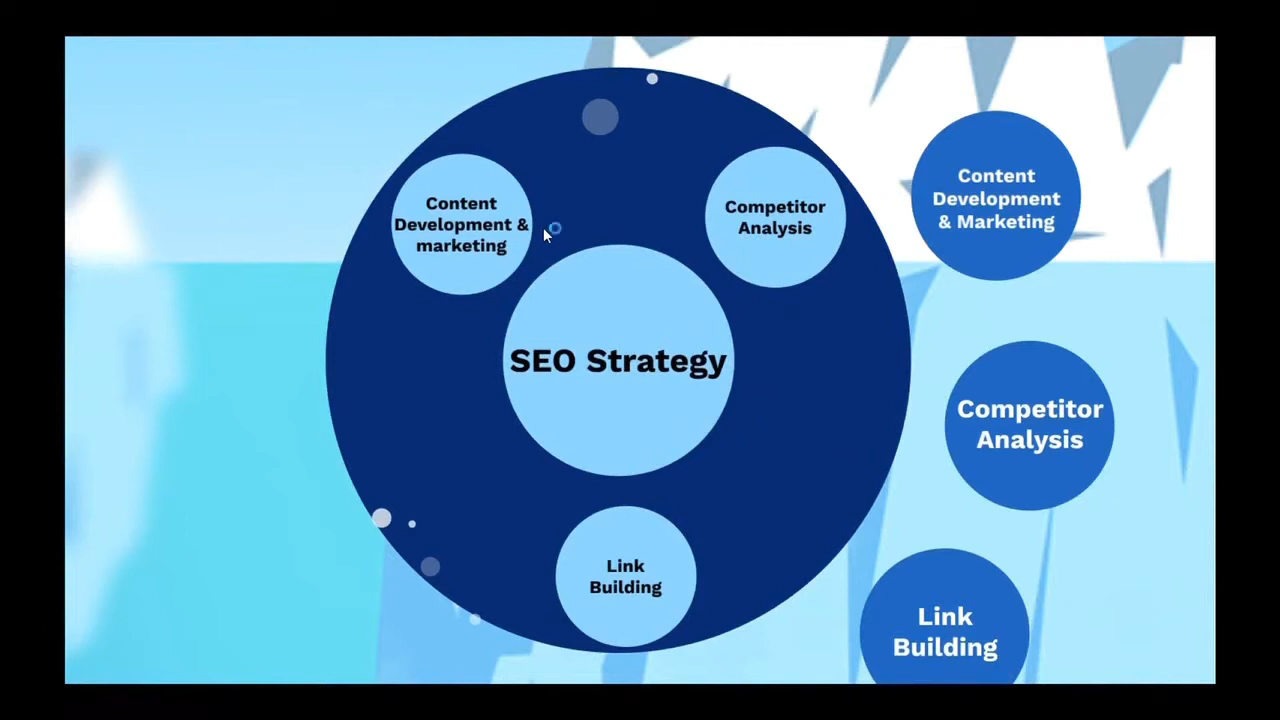 Content
Development &
marketing
Competitor
Analysis
SEO Strategy
Link
Building
Content
Development
& Marketing
Competitor
Analysis
Link
Building